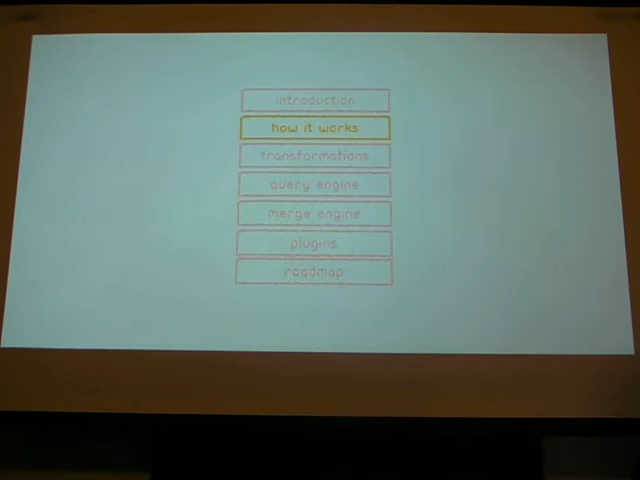 introduction
how it works
transformations
query engine
merge engine
plugins
roadmap